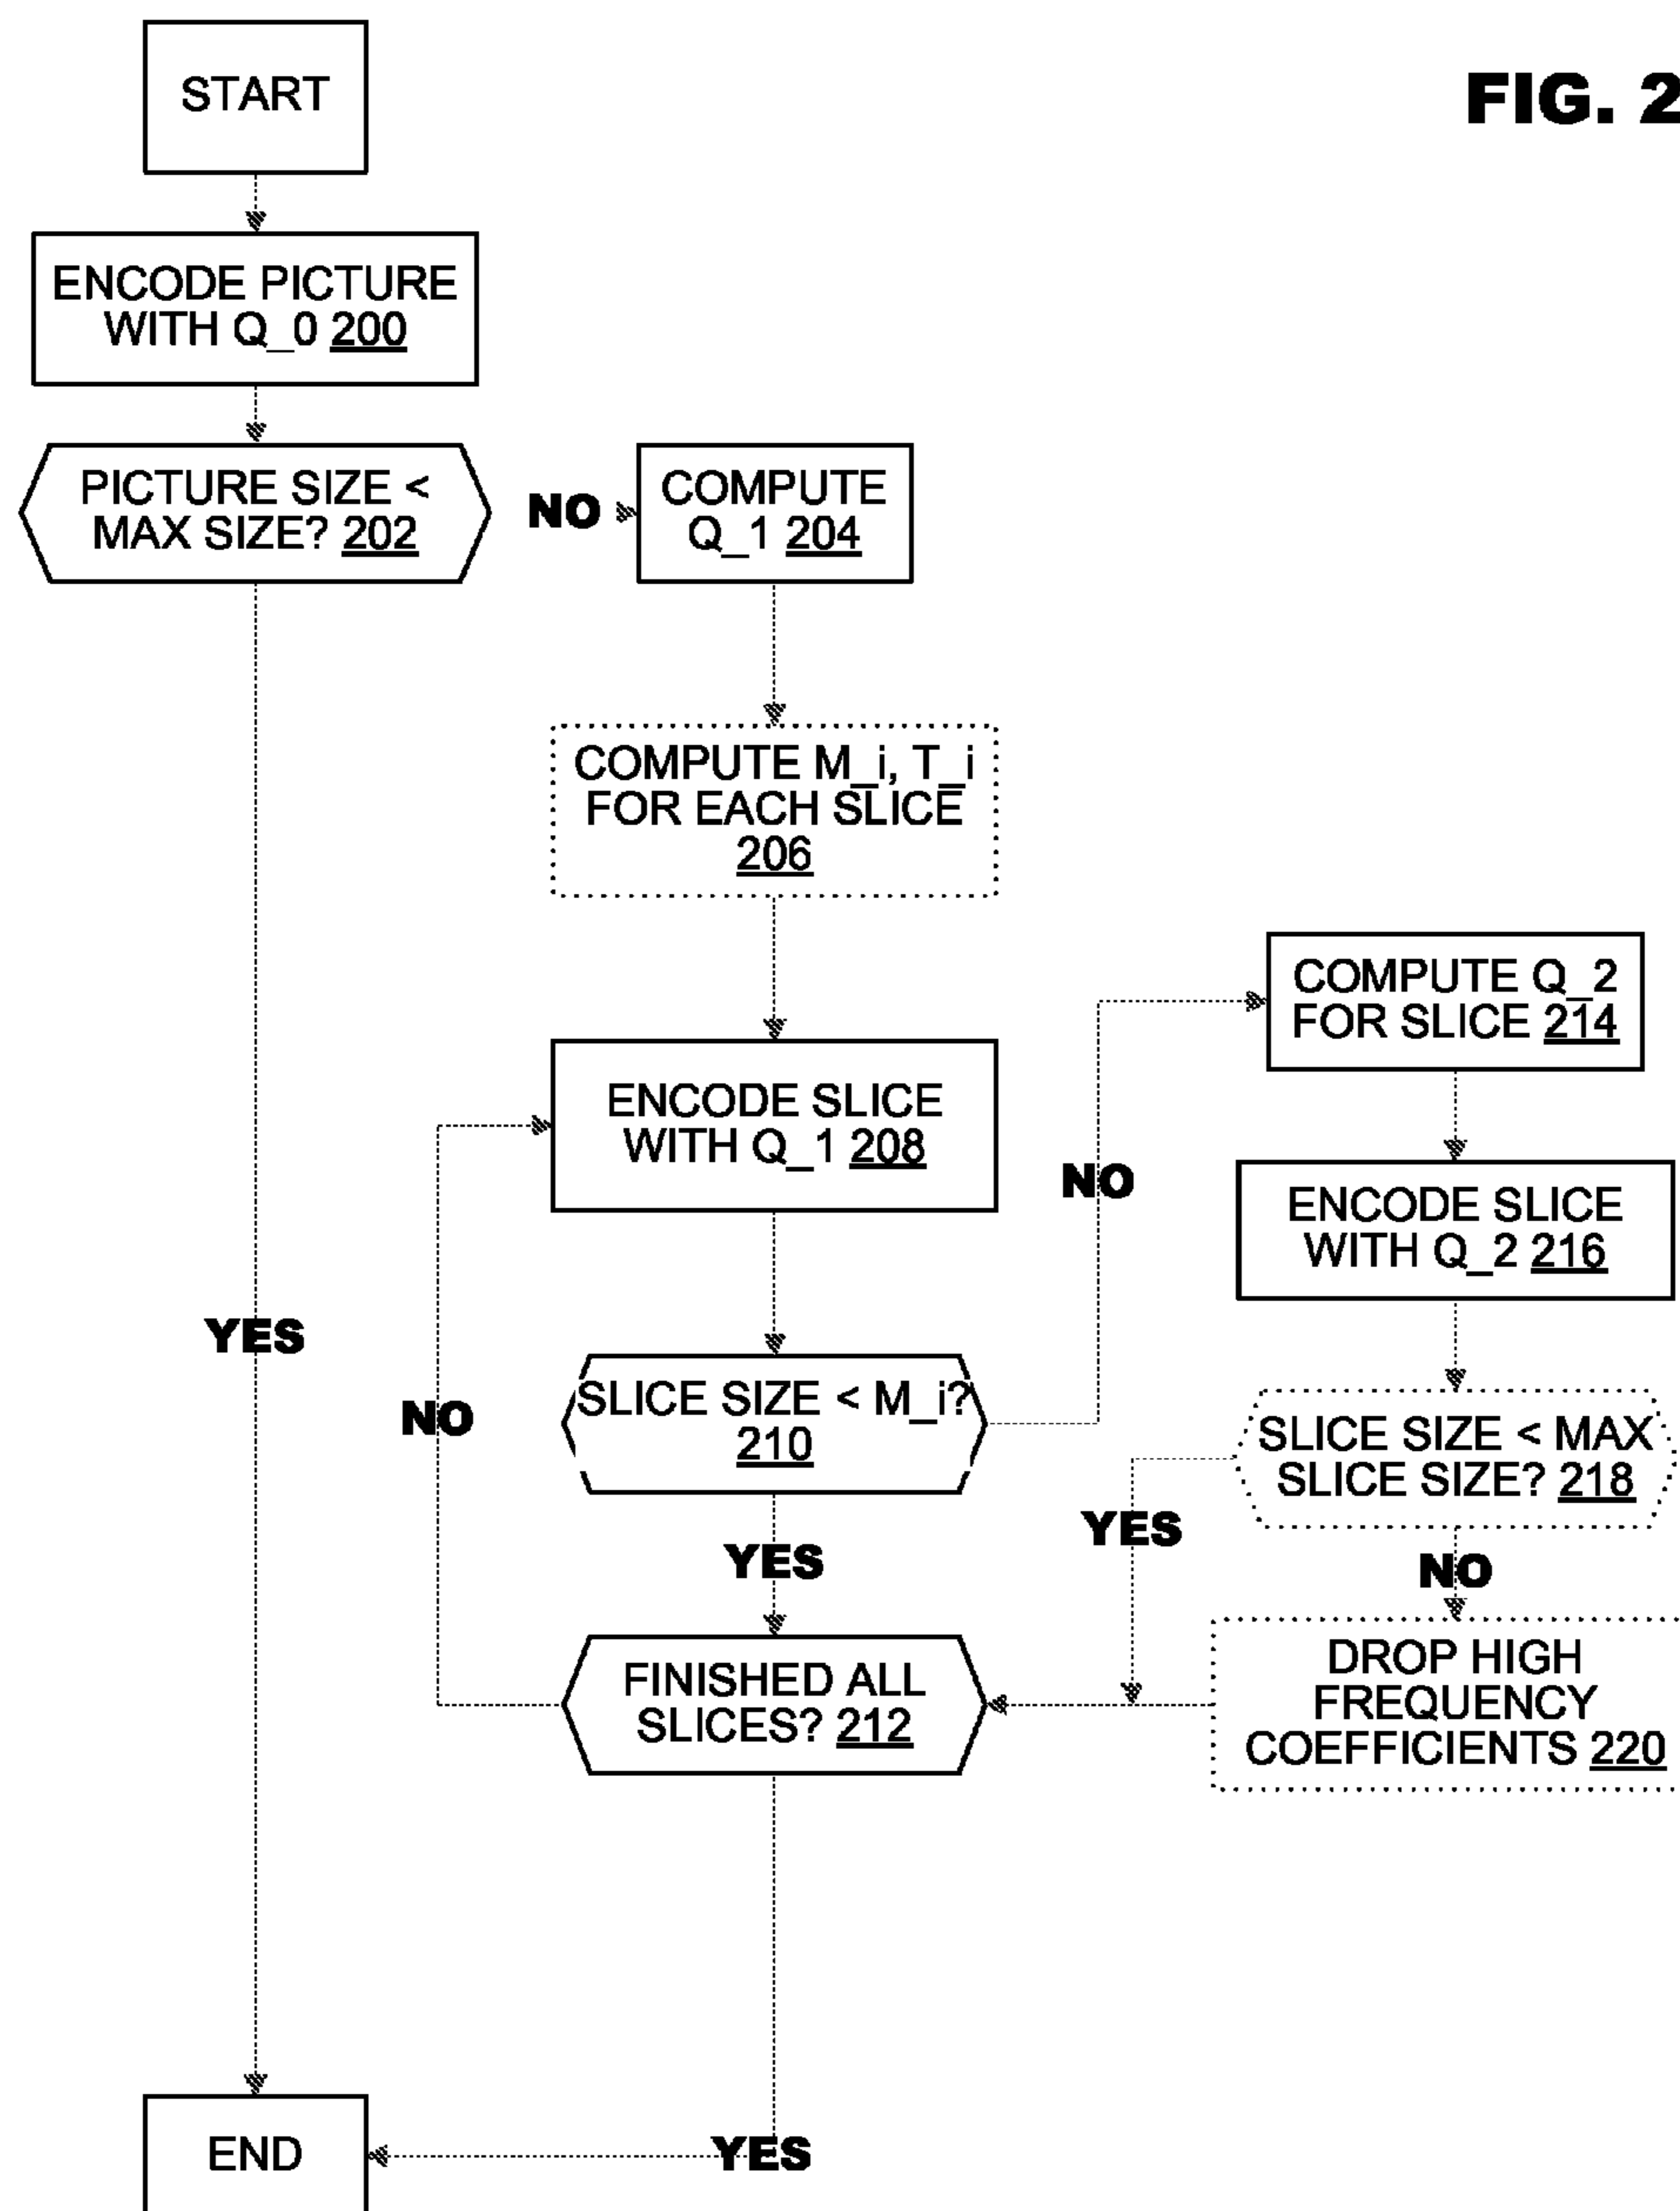 FIG. 2
START
ENCODE PICTURE
WITH Q_0 200
PICTURE SIZE <
MAX SIZE? 202
NO
COMPUTE
Q_1 204
COMPUTE M_i, T_i
FOR EACH SLICE
206
ENCODE SLICE
WITH Q_1 208
NO
COMPUTE Q_2
FOR SLICE 214
ENCODE SLICE
WITH Q_2 216
YES
NO
SLICE SIZE < M_i?
210
SLICE SIZE < MAX
SLICE SIZE? 218
YES
YES
NO
FINISHED ALL
SLICES? 212
DROP HIGH
FREQUENCY
COEFFICIENTS 220
END
YES